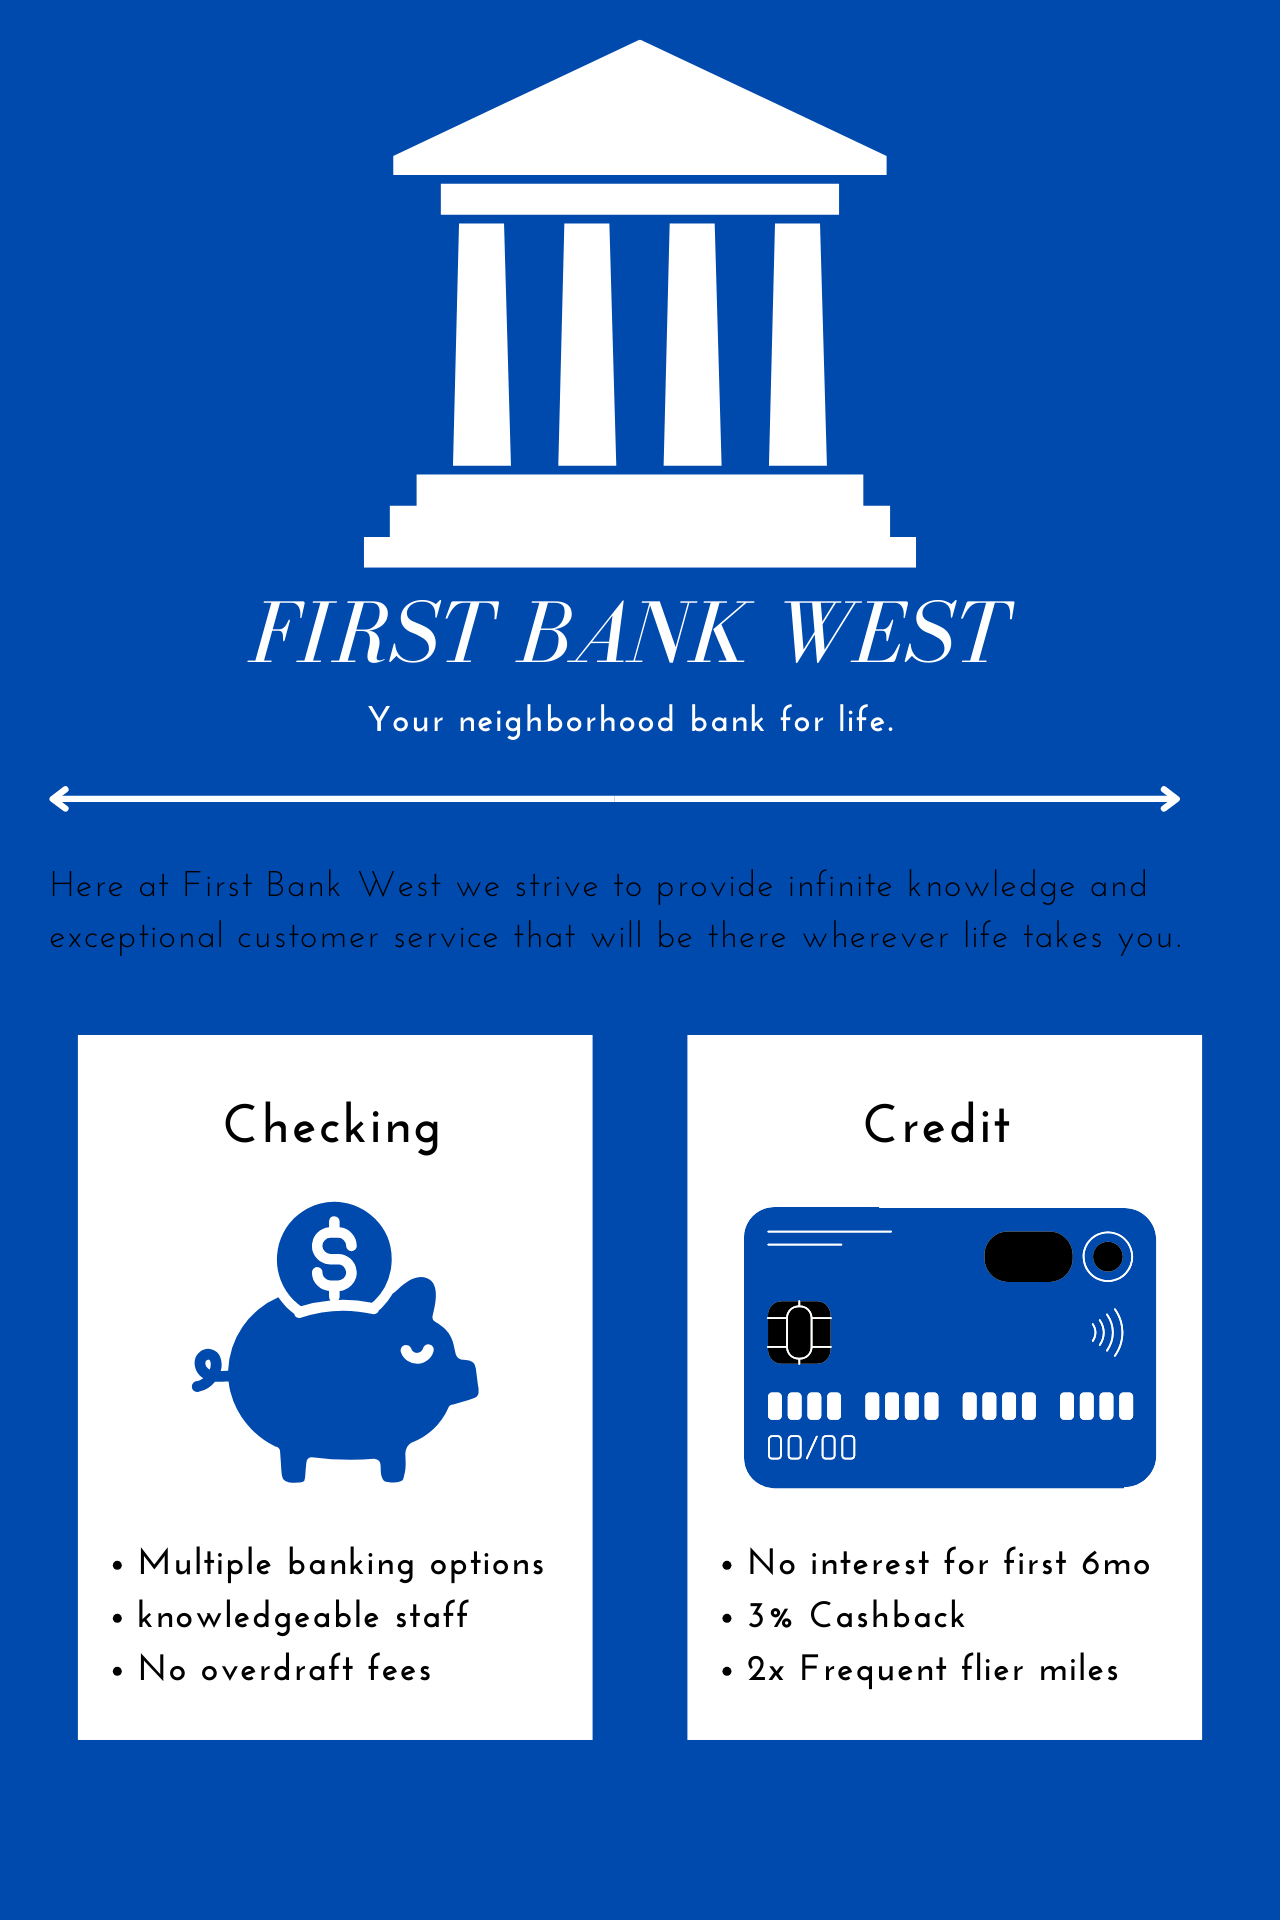 FIRST BANK WEST
Your neighborhood bank for life.
Here at First Bank West we strive to provide infinite knowledge and
exceptional customer service that will be there wherever life takes you.
Checking
$
• Multiple banking options
• knowledgeable staff
• No overdraft fees
Credit
00/00
• No interest for first 6mo
• 3% Cashback
• 2x Frequent flier miles